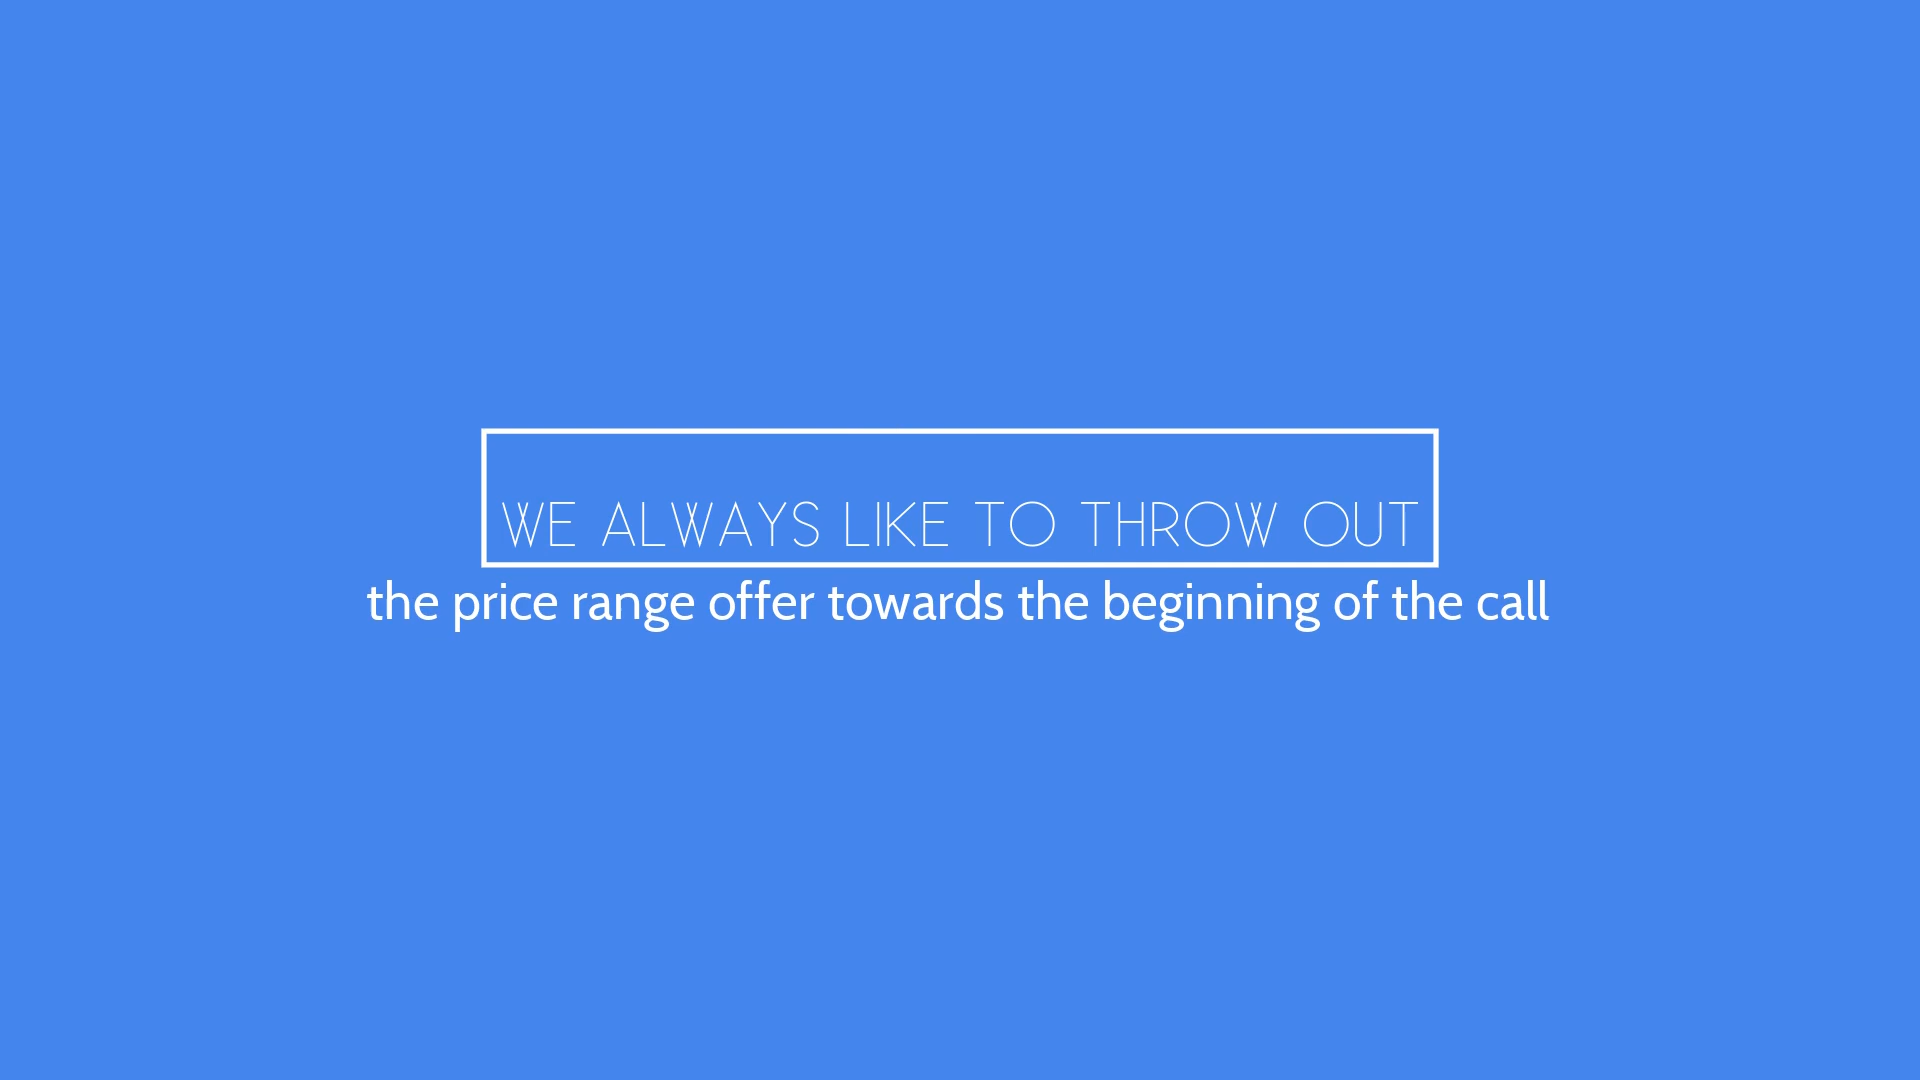 WE ALWAYS LIKE TO THROW OUT
the price range offer towards the beginning of the call